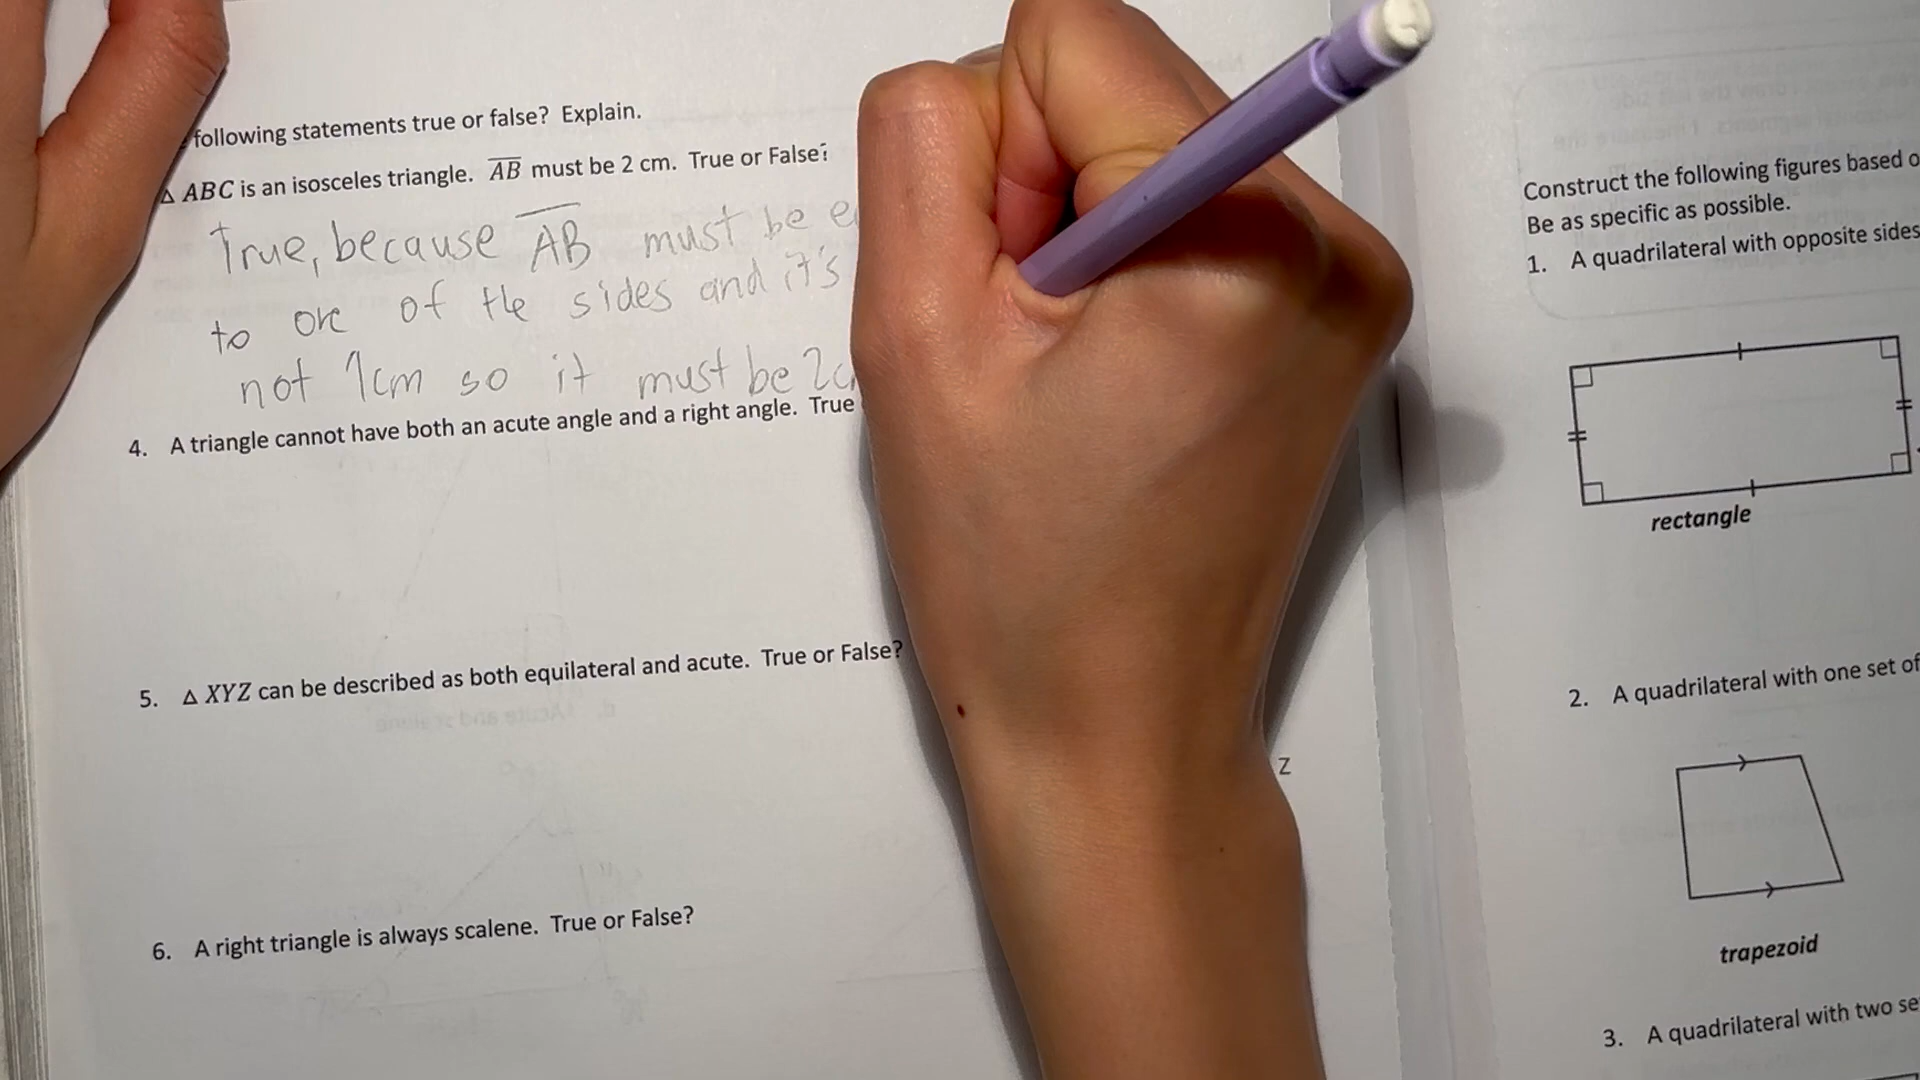 following statements true or false? Explain.
△ ABC is an isosceles triangle. AB must be 2 cm. True or False?
True, because AB must be
to one of the sides and it's
not 1cm so it must be 2c
4. A triangle cannot have both an acute angle and a right angle. True
5. △ XYZ can be described as both equilateral and acute. True or False?
Z
6. A right triangle is always scalene. True or False?
Construct the following figures based
Be as specific as possible.
1. A quadrilateral with opposite sides
rectangle
2. A quadrilateral with one set of
trapezoid
3. A quadrilateral with two